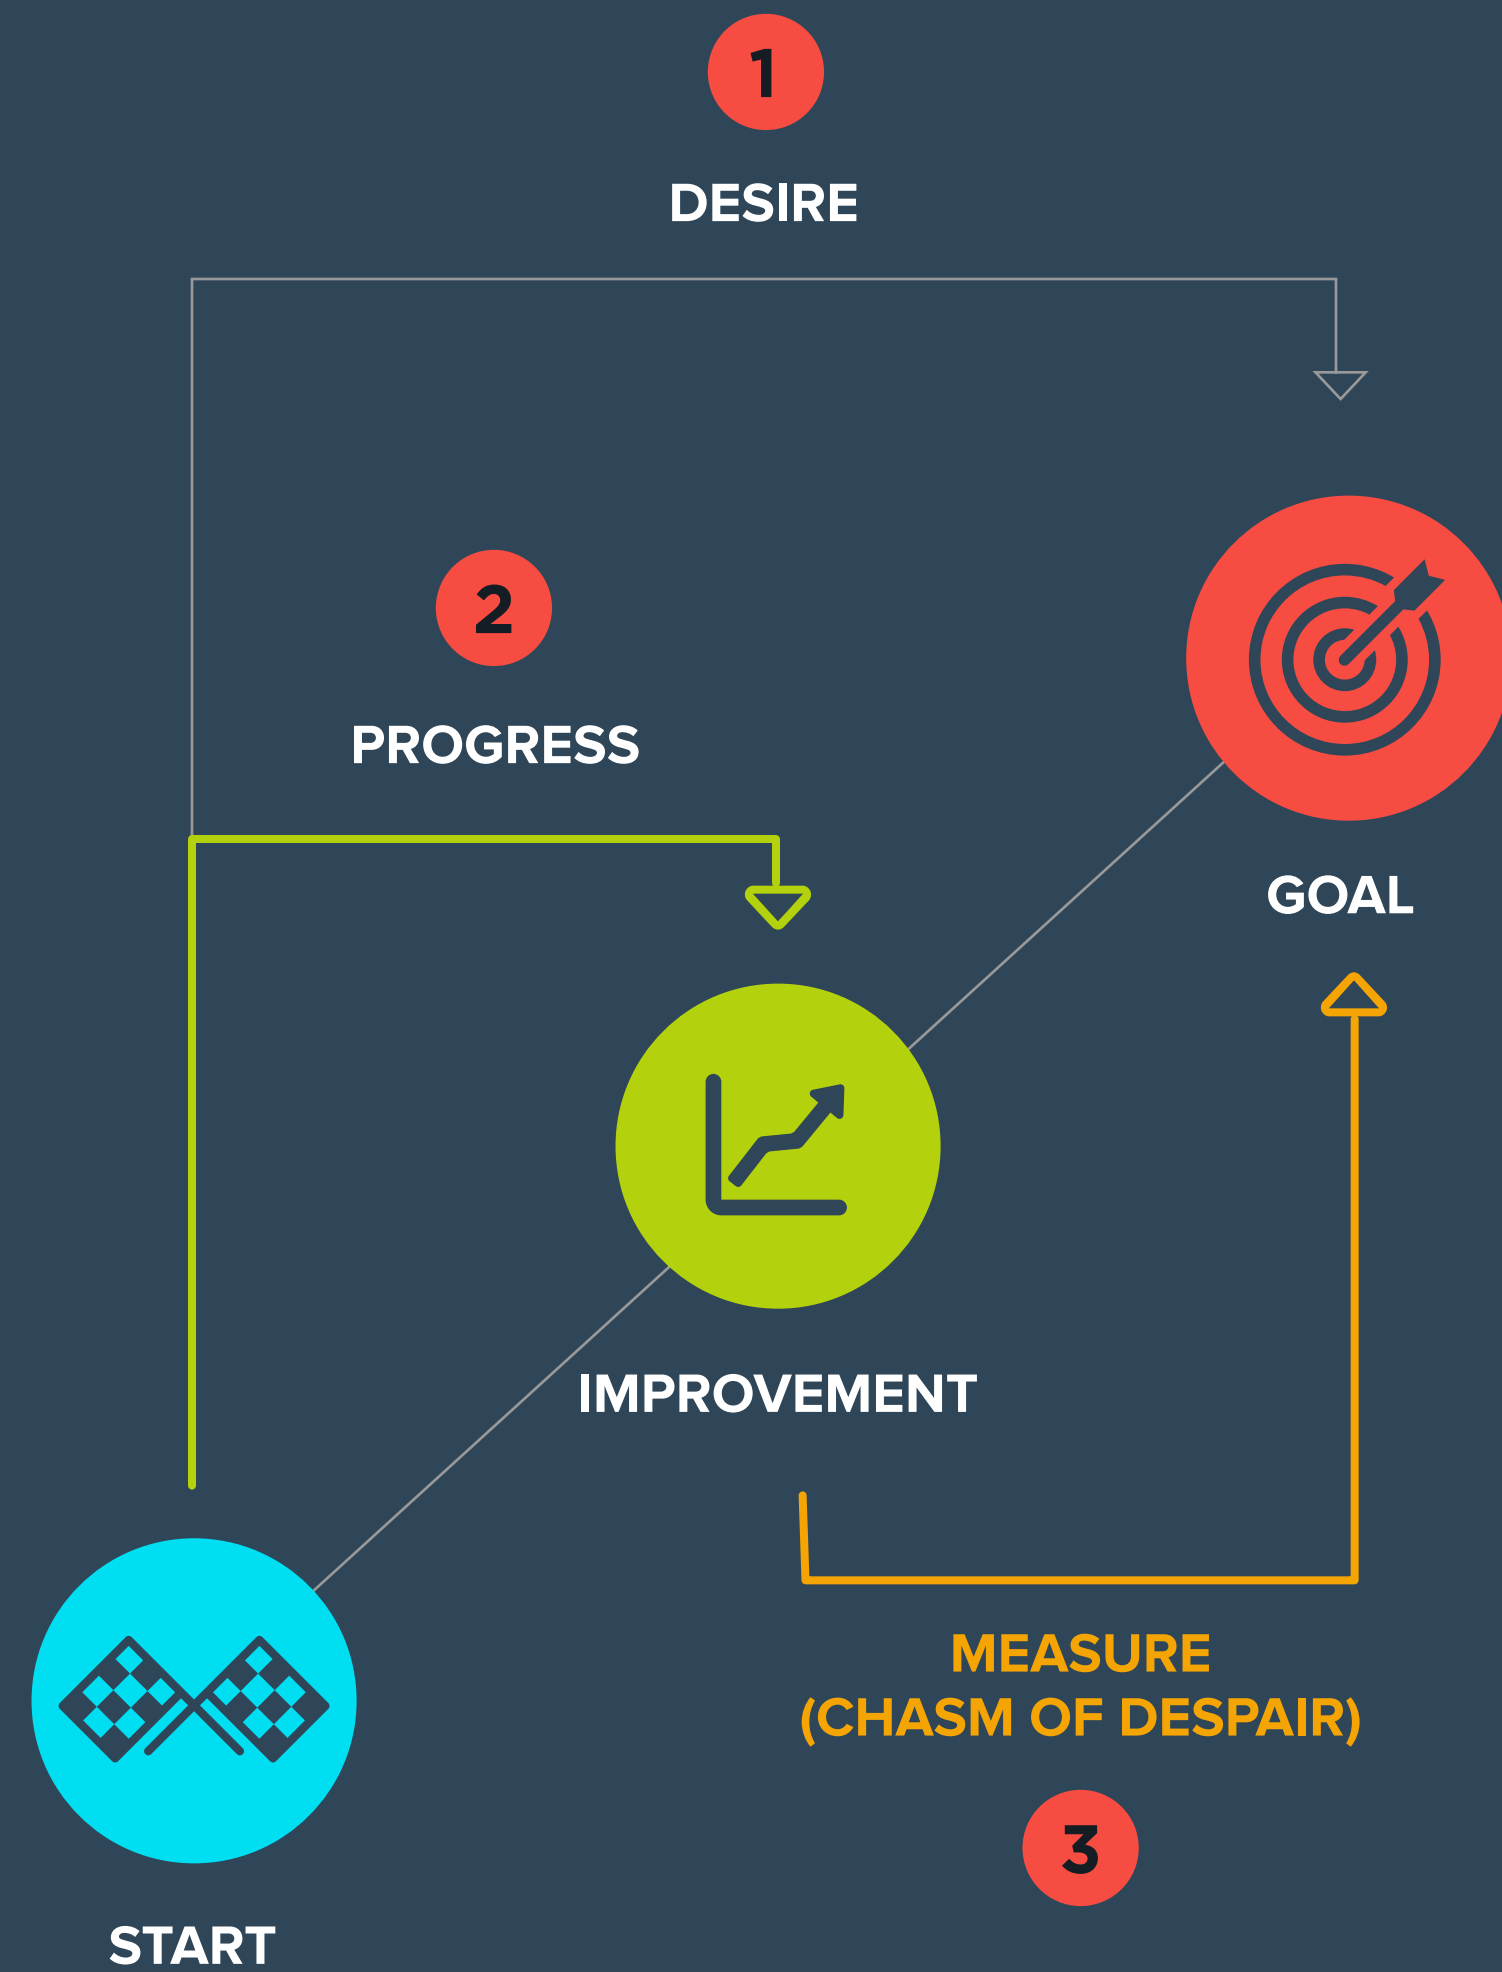 1
DESIRE
2
PROGRESS
GOAL
IMPROVEMENT
MEASURE
(CHASM OF DESPAIR)
3
START